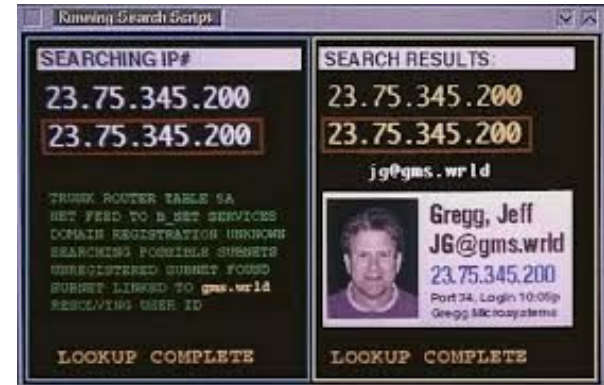 Running Search Script
SEARCHING IP#
23.75.345.200
23.75.345.200
TRUNK ROUTER TABLE 5A
NET FEED TO B_NET SERVICES
DOMAIN REGISTRATION UNKNOWN
SEARCHING POSSIBLE SUBNETS
UNREGISTERED SUBNET FOUND
SUBNET LINKED TO gms.wrld
RESOLVING USER ID
LOOKUP COMPLETE
SEARCH RESULTS:
23.75.345.200
23.75.345.200
jg@gms.wrld
Gregg, Jeff
JG@gms.wrld
23.75.345.200
Port 34, Login 10:05p
Gregg Microsystems
LOOKUP COMPLETE